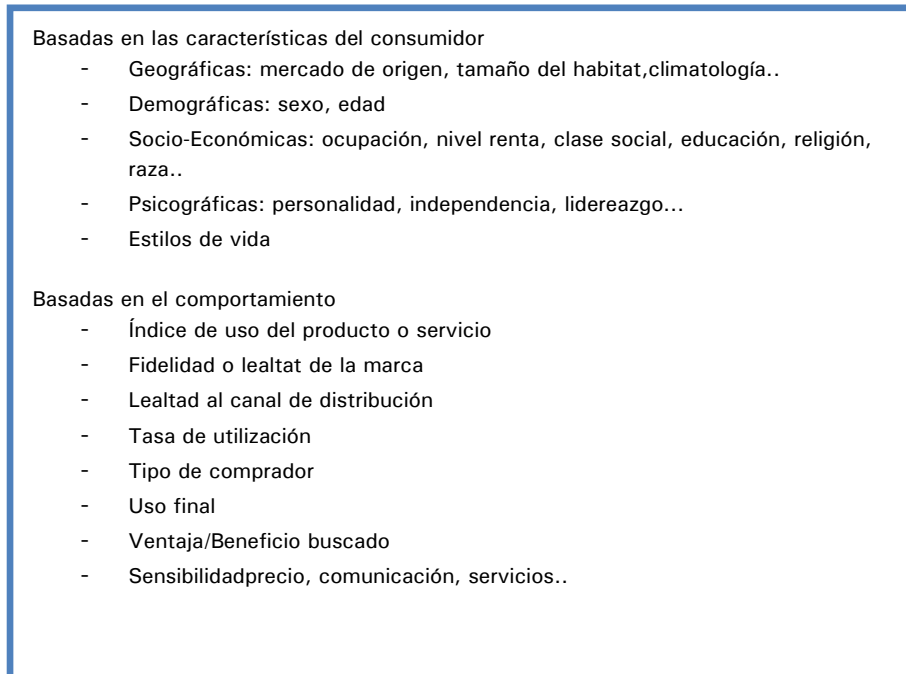 Basadas en las características del consumidor
- Geográficas: mercado de origen, tamaño del habitat,climatología..
- Demográficas: sexo, edad
- Socio-Económicas: ocupación, nivel renta, clase social, educación, religión,
raza..
- Psicográficas: personalidad, independencia, lidereazgo...
- Estilos de vida
Basadas en el comportamiento
- Índice de uso del producto o servicio
- Fidelidad o lealtat de la marca
- Lealtad al canal de distribución
- Tasa de utilización
- Tipo de comprador
- Uso final
- Ventaja/Beneficio buscado
- Sensibilidadprecio, comunicación, servicios..